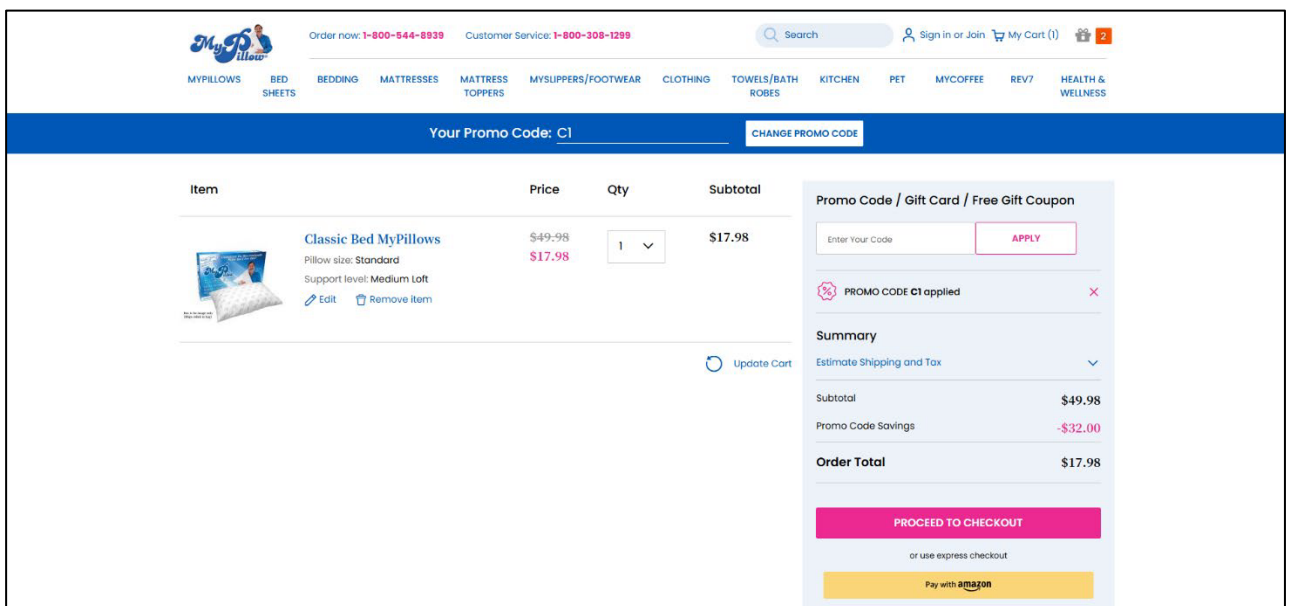 MyPillow
Order now: 1-800-544-8939 Customer Service: 1-800-308-1299
Search
Sign in or Join My Cart (1) 2
MYPILLOWS BED SHEETS BEDDING MATTRESSES MATTRESS TOPPERS MYSLIPPERS/FOOTWEAR CLOTHING TOWELS/BATH ROBES KITCHEN PET MYCOFFEE REV7 HEALTH & WELLNESS
Your Promo Code: C1 CHANGE PROMO CODE
Item Price Qty Subtotal
Classic Bed MyPillows $49.98 1 $17.98
Pillow size: Standard $17.98
Support level: Medium Loft
Edit Remove item
Update Cart
Promo Code / Gift Card / Free Gift Coupon
Enter Your Code APPLY
PROMO CODE C1 applied
Summary
Estimate Shipping and Tax
Subtotal $49.98
Promo Code Savings -$32.00
Order Total $17.98
PROCEED TO CHECKOUT
or use express checkout
Pay with amazon